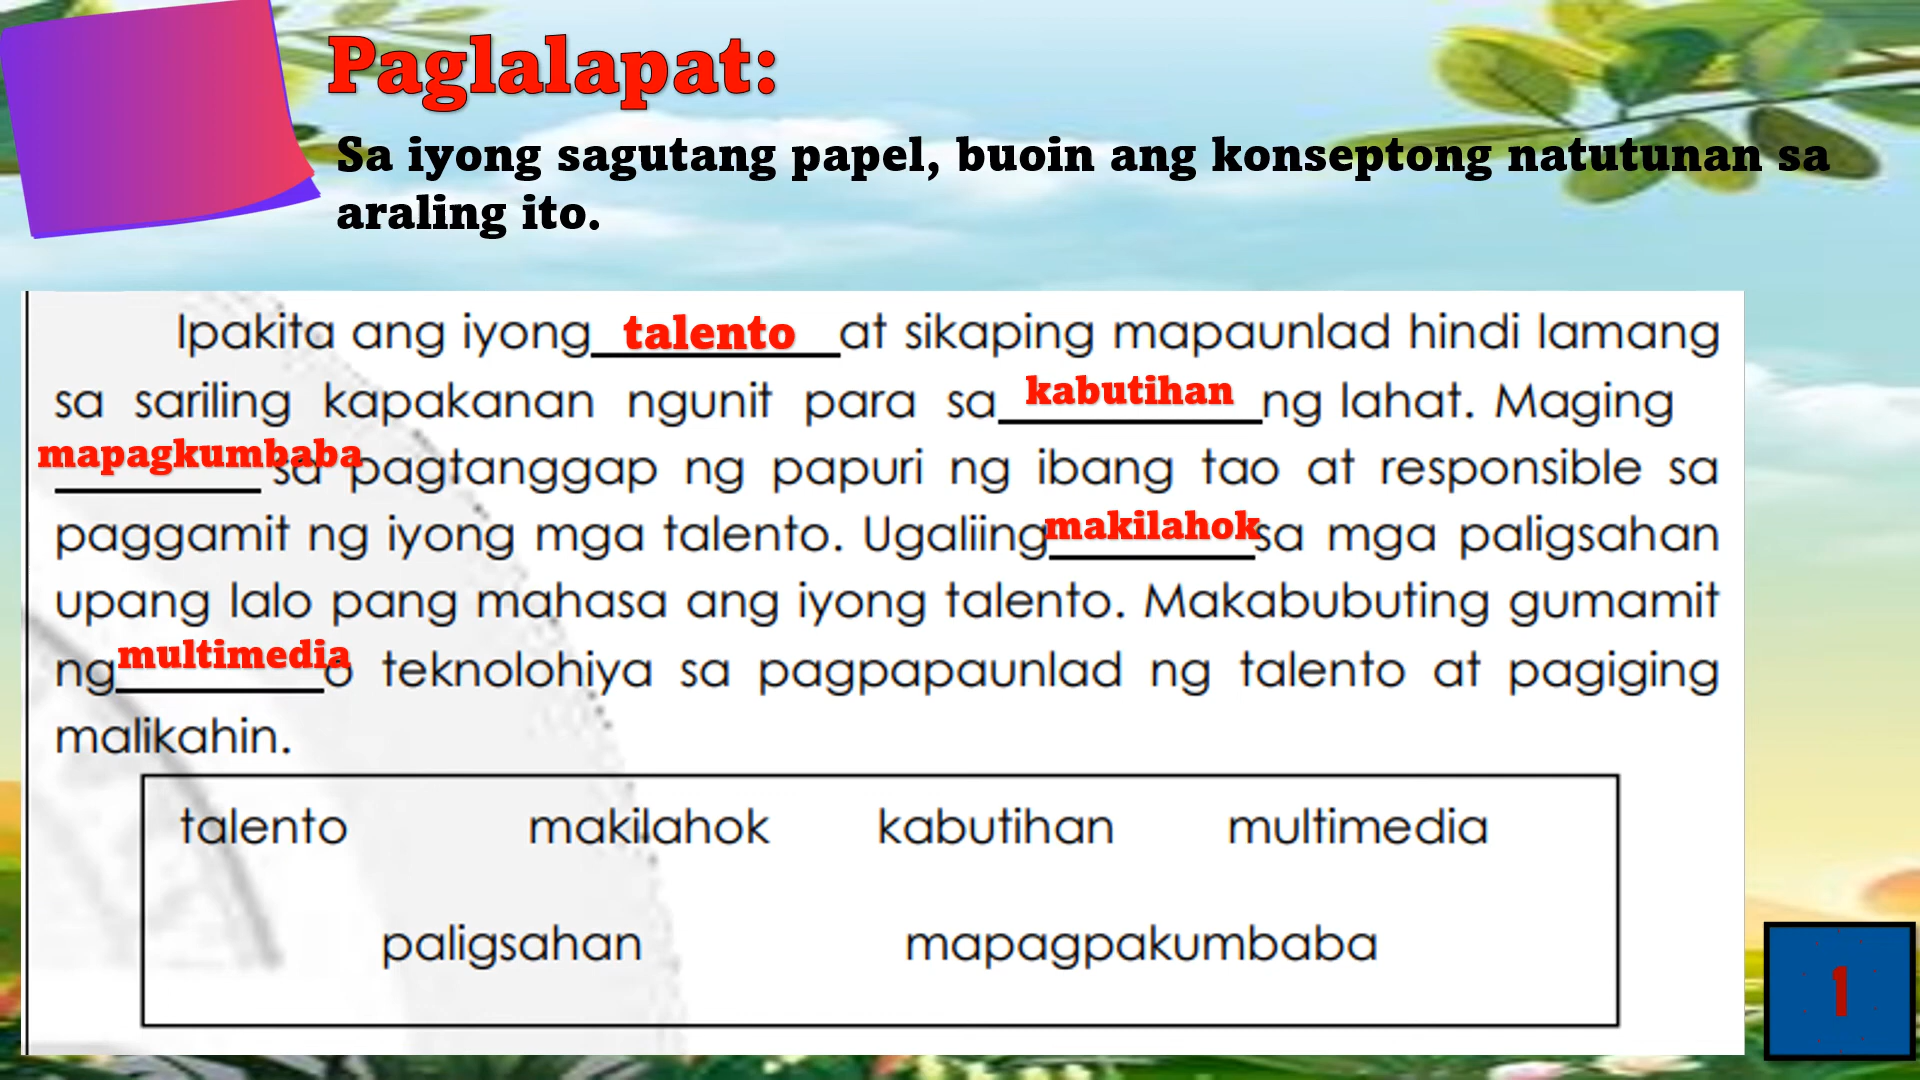 Paglalapat:
Sa iyong sagutang papel, buoin ang konseptong natutunan sa
araling ito.
Ipakita ang iyong talento at sikaping mapaunlad hindi lamang
sa sariling kapakanan ngunit para sa kabutihan ng lahat. Maging
mapagkumbaba sa pagtanggap ng papuri ng ibang tao at responsible sa
paggamit ng iyong mga talento. Ugaliing makilahok sa mga paligsahan
upang lalo pang mahasa ang iyong talento. Makabubuting gumamit
ng multimedia o teknolohiya sa pagpapaunlad ng talento at pagiging
malikahin.
talento makilahok kabutihan multimedia
paligsahan mapagpakumbaba
1